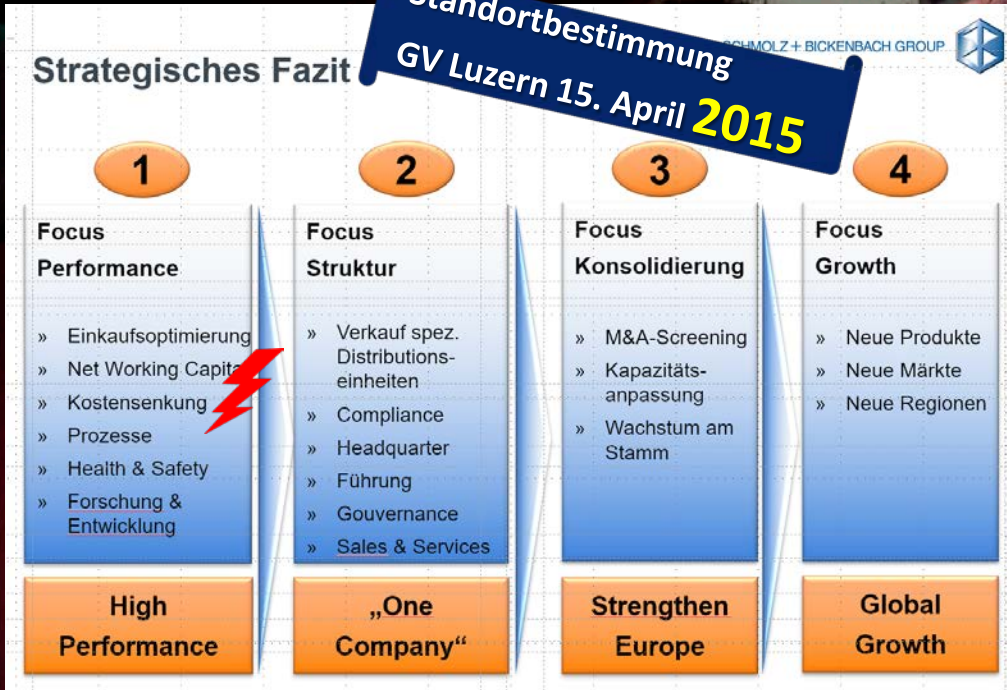 Standortbestimmung
GV Luzern 15. April 2015
SCHMOLZ + BICKENBACH GROUP
Strategisches Fazit
1
Focus
Performance
» Einkaufsoptimierung
» Net Working Capital
» Kostensenkung
» Prozesse
» Health & Safety
» Forschung &
Entwicklung
High
Performance
2
Focus
Struktur
» Verkauf spez.
Distributions-
einheiten
» Compliance
» Headquarter
» Führung
» Gouvernance
» Sales & Services
„One
Company“
3
Focus
Konsolidierung
» M&A-Screening
» Kapazitäts-
anpassung
» Wachstum am
Stamm
Strengthen
Europe
4
Focus
Growth
» Neue Produkte
» Neue Märkte
» Neue Regionen
Global
Growth